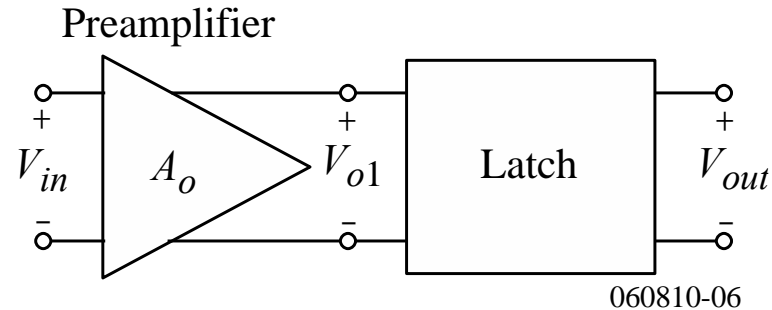 Preamplifier
+ + +
V_in A_o V_o1 Latch V_out
- - -
060810-06